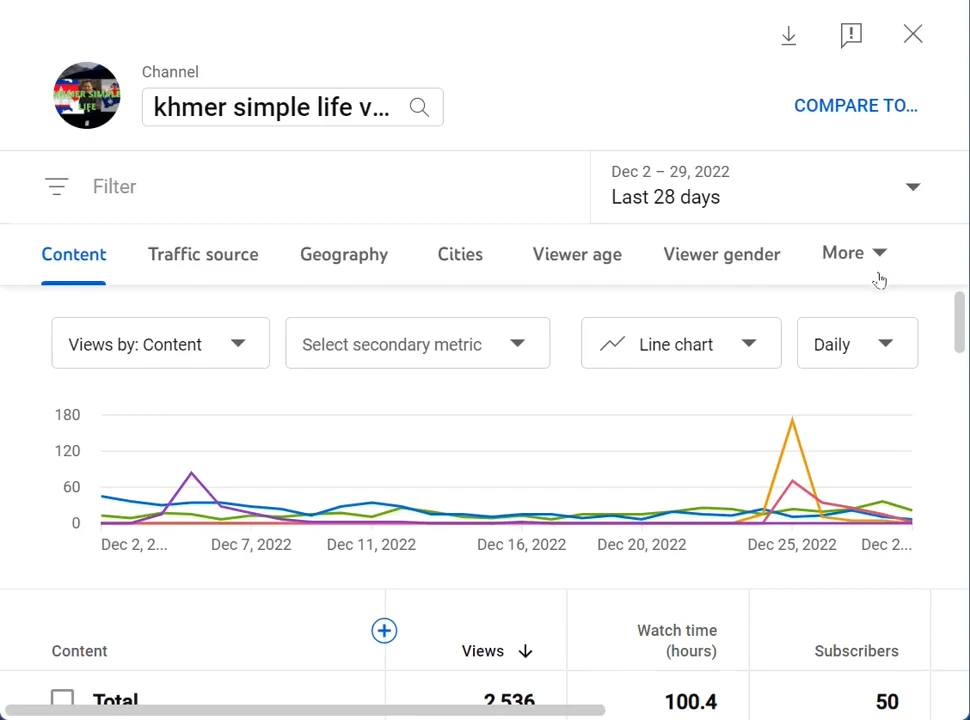 Channel
khmer simple life v...
COMPARE TO...
KHMER SIMPLE
LIFE
Filter
Dec 2 – 29, 2022
Last 28 days
Content
Traffic source
Geography
Cities
Viewer age
Viewer gender
More
Views by: Content
Select secondary metric
Line chart
Daily
180
120
60
0
Dec 2, 2...
Dec 7, 2022
Dec 11, 2022
Dec 16, 2022
Dec 20, 2022
Dec 25, 2022
Dec 2...
Content
Views
Watch time
(hours)
Subscribers
Total
2,536
100.4
50